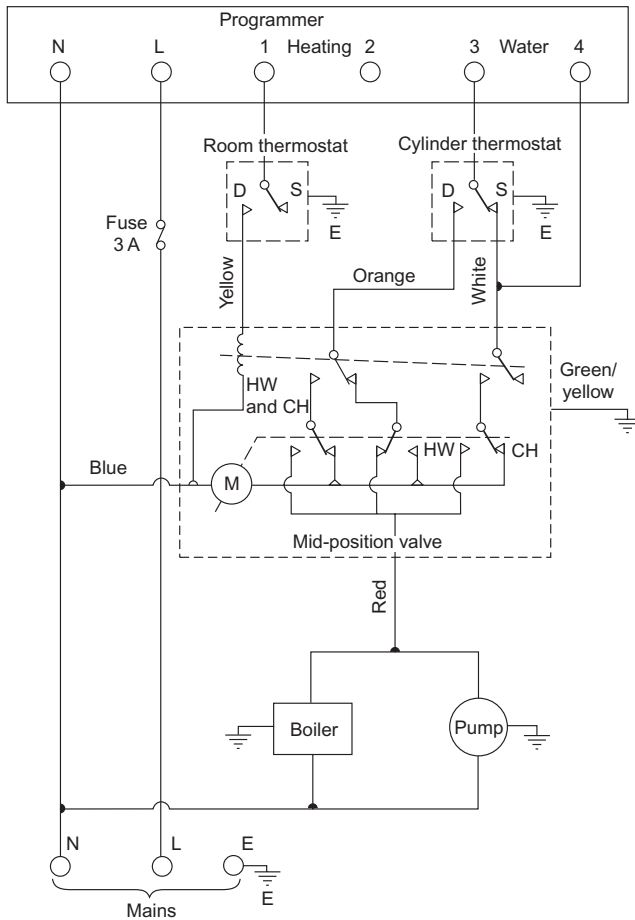 Programmer
N L 1 Heating 2 3 Water 4
Room thermostat Cylinder thermostat
D S D S
E E
Fuse
3 A
Yellow Orange White
Green/
yellow
HW
and CH
HW CH
Blue
M
Mid-position valve
Red
Boiler Pump
N L E
E
Mains